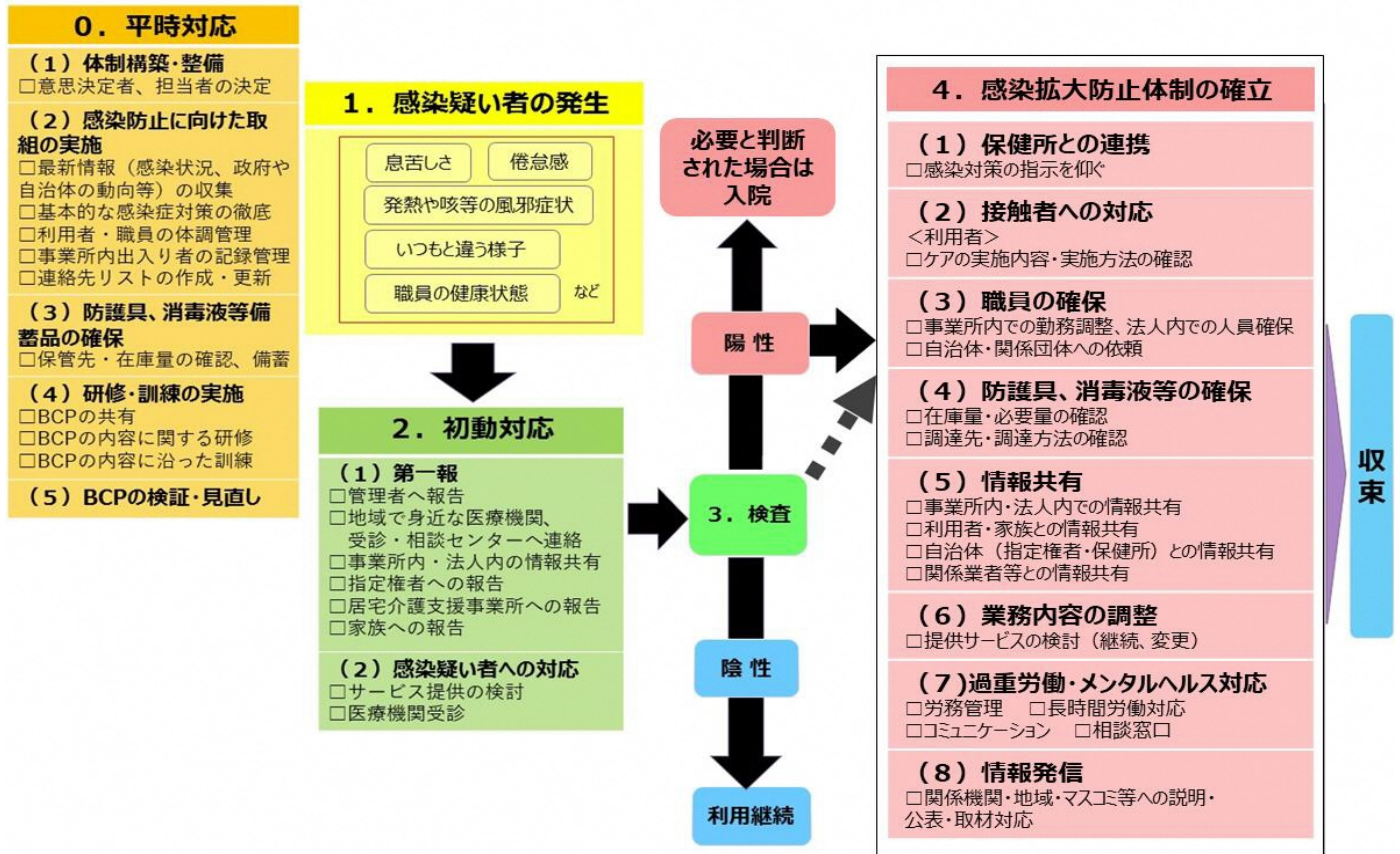 0．平時対応
（1）体制構築・整備
□意思決定者、担当者の決定
（2）感染防止に向けた取
組の実施
□最新情報（感染状況、政府や
自治体の動向等）の収集
□基本的な感染症対策の徹底
□利用者・職員の体調管理
□事業所内出入り者の記録管理
□連絡先リストの作成・更新
（3）防護具、消毒液等備
蓄品の確保
□保管先・在庫量の確認、備蓄
（4）研修・訓練の実施
□BCPの共有
□BCPの内容に関する研修
□BCPの内容に沿った訓練
（5）BCPの検証・見直し
1．感染疑い者の発生
息苦しさ
倦怠感
発熱や咳等の風邪症状
いつもと違う様子
職員の健康状態
など
2．初動対応
（1）第一報
□管理者へ報告
□地域で身近な医療機関、
受診・相談センターへ連絡
□事業所内・法人内の情報共有
□指定権者への報告
□居宅介護支援事業所への報告
□家族への報告
（2）感染疑い者への対応
□サービス提供の検討
□医療機関受診
必要と判断
された場合は
入院
陽性
3．検査
陰性
利用継続
4．感染拡大防止体制の確立
（1）保健所との連携
□感染対策の指示を仰ぐ
（2）接触者への対応
＜利用者＞
□ケアの実施内容・実施方法の確認
（3）職員の確保
□事業所内での勤務調整、法人内での人員確保
□自治体・関係団体への依頼
（4）防護具、消毒液等の確保
□在庫量・必要量の確認
□調達先・調達方法の確認
（5）情報共有
□事業所内・法人内での情報共有
□利用者・家族との情報共有
□自治体（指定権者・保健所）との情報共有
□関係業者等との情報共有
（6）業務内容の調整
□提供サービスの検討（継続、変更）
（7)過重労働・メンタルヘルス対応
□労務管理　□長時間労働対応
□コミュニケーション　□相談窓口
（8）情報発信
□関係機関・地域・マスコミ等への説明・
公表・取材対応
収束